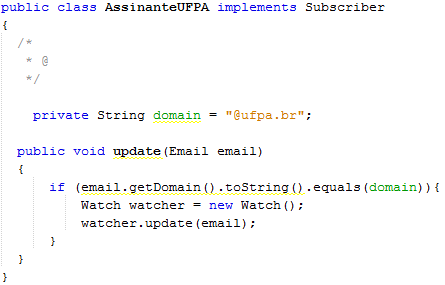 public class AssinanteUFPA implements Subscriber
{
/*
* @
*/
private String domain = "@ufpa.br";
public void update(Email email)
{
if (email.getDomain().toString().equals(domain)){
Watch watcher = new Watch();
watcher.update(email);
}
}
}